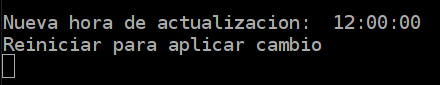 Nueva hora de actualizacion:  12:00:00
Reiniciar para aplicar cambio